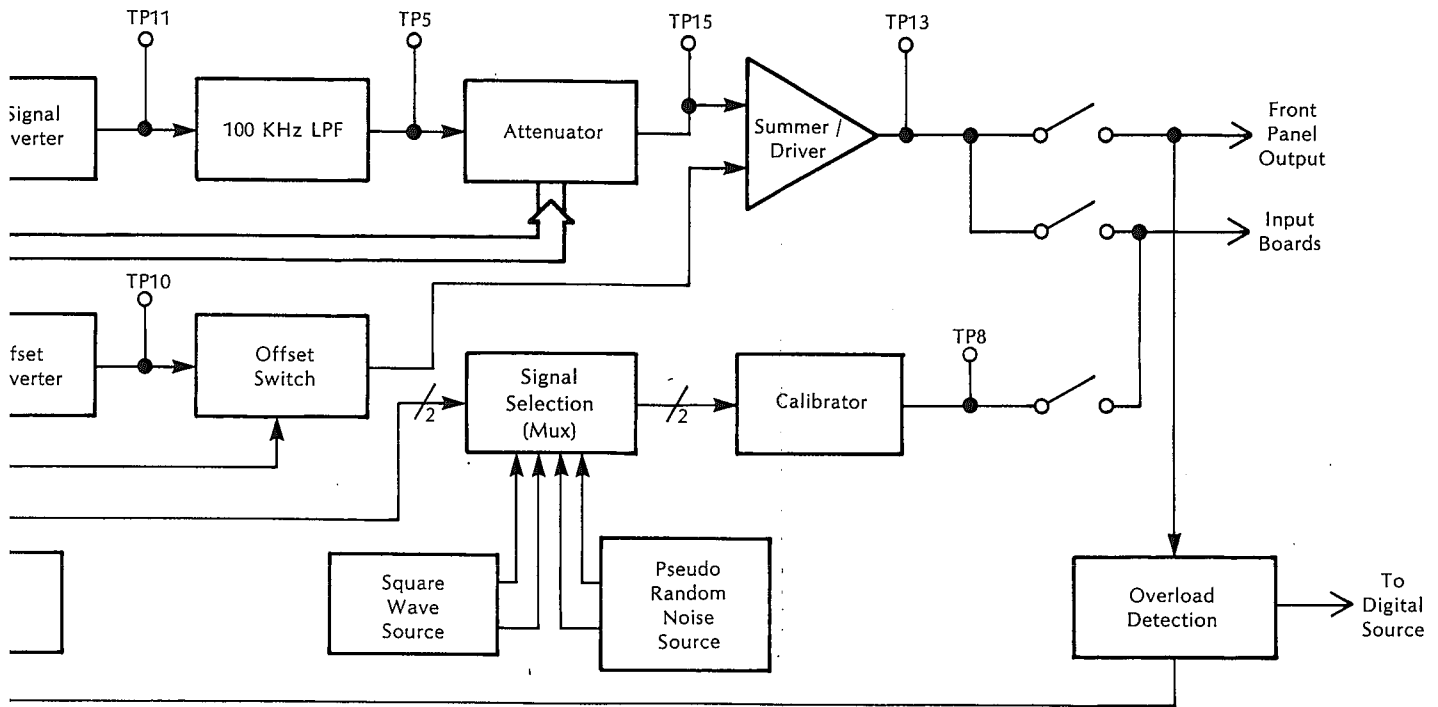 TP11
TP5
TP15
TP13
Signal
verter
100 KHz LPF
Attenuator
Summer /
Driver
Front
Panel
Output
Input
Boards
TP10
fset
verter
Offset
Switch
2
Signal
Selection
(Mux)
2
Calibrator
TP8
Square
Wave
Source
Pseudo
Random
Noise
Source
Overload
Detection
To
Digital
Source